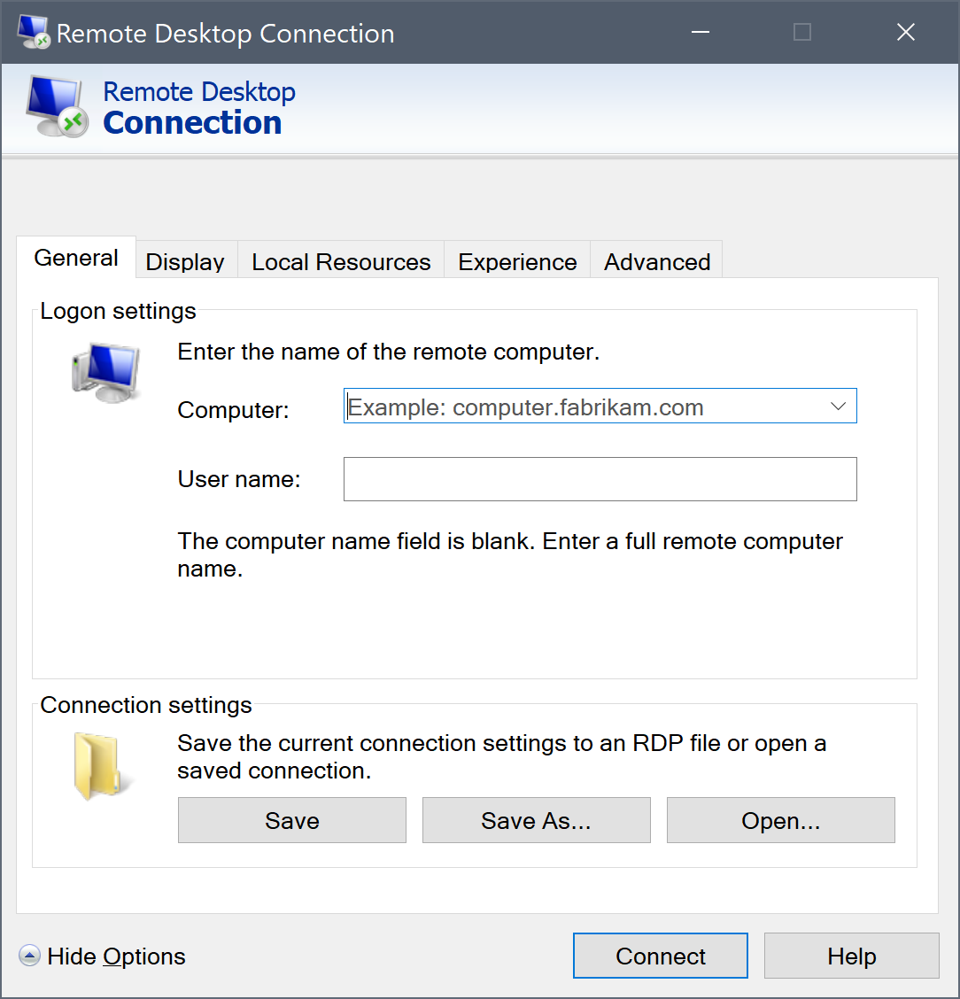 Remote Desktop Connection
Remote Desktop
Connection
General
Display
Local Resources
Experience
Advanced
Logon settings
Enter the name of the remote computer.
Computer:
Example: computer.fabrikam.com
User name:
The computer name field is blank. Enter a full remote computer
name.
Connection settings
Save the current connection settings to an RDP file or open a
saved connection.
Save
Save As...
Open...
Hide Options
Connect
Help